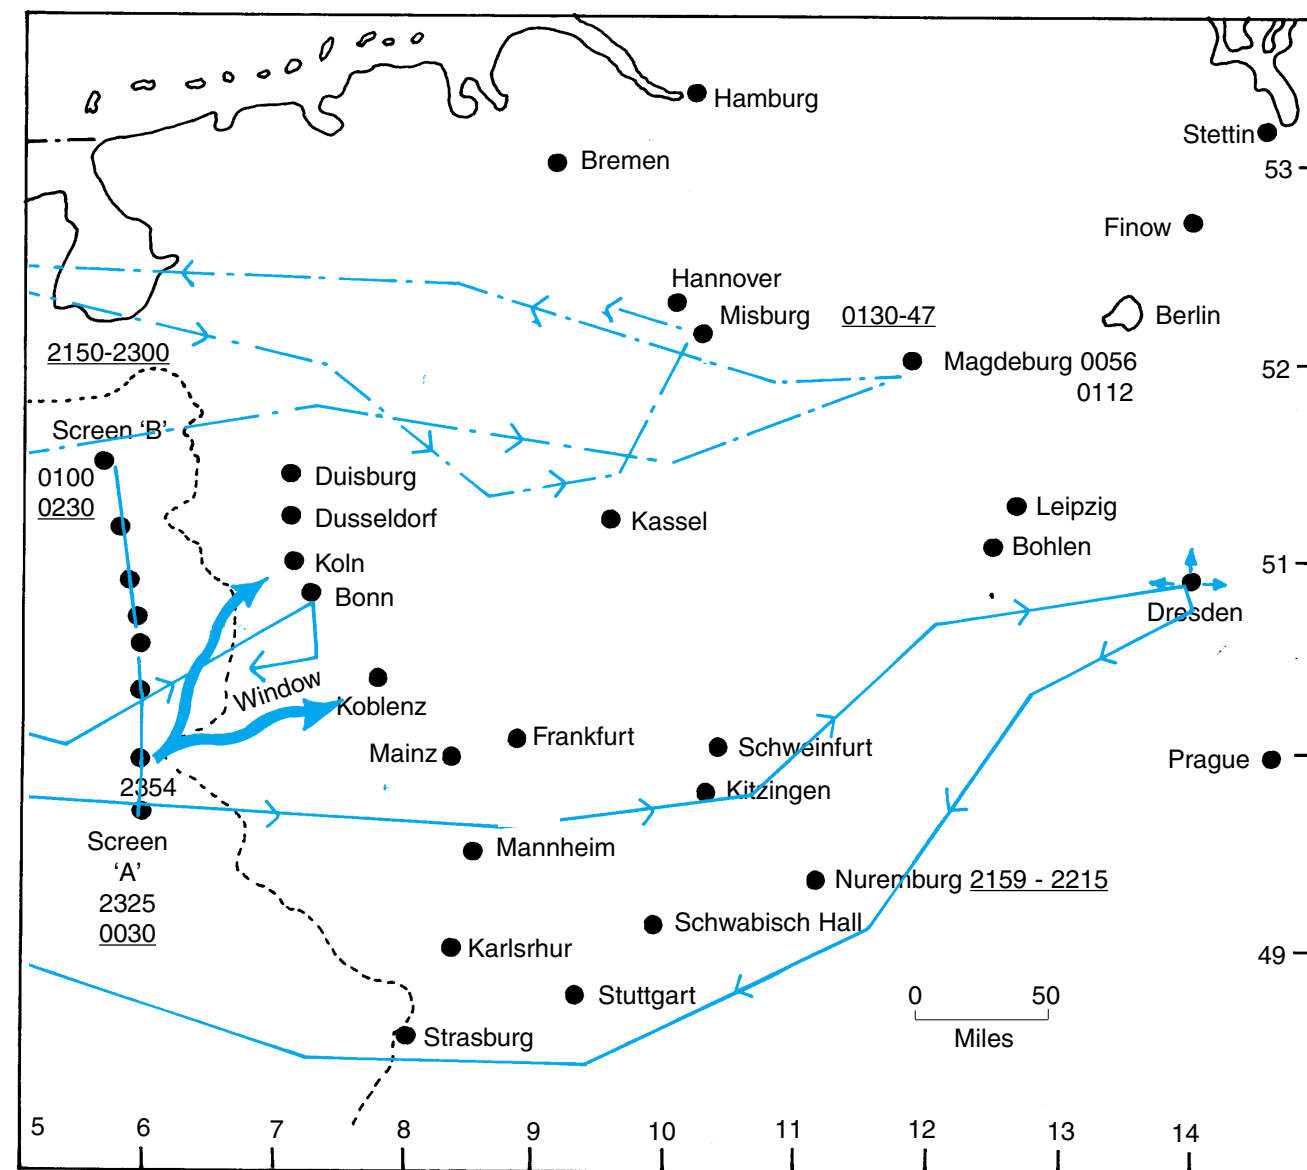 Hamburg
Stettin
Bremen
53
Finow
Hannover
Misburg 0130-47
Berlin
2150-2300
Magdeburg 0056
0112
52
Screen ‘B’
0100
0230
Duisburg
Dusseldorf
Kassel
Leipzig
Bohlen
Koln
51
Bonn
Dresden
Window
Koblenz
Mainz
Frankfurt
Schweinfurt
Prague
2354
Kitzingen
Screen
‘A’
2325
0030
Mannheim
Nuremburg 2159 - 2215
Schwabisch Hall
Karlsrhur
49
Stuttgart
0 50
Miles
Strasburg
5 6 7 8 9 10 11 12 13 14